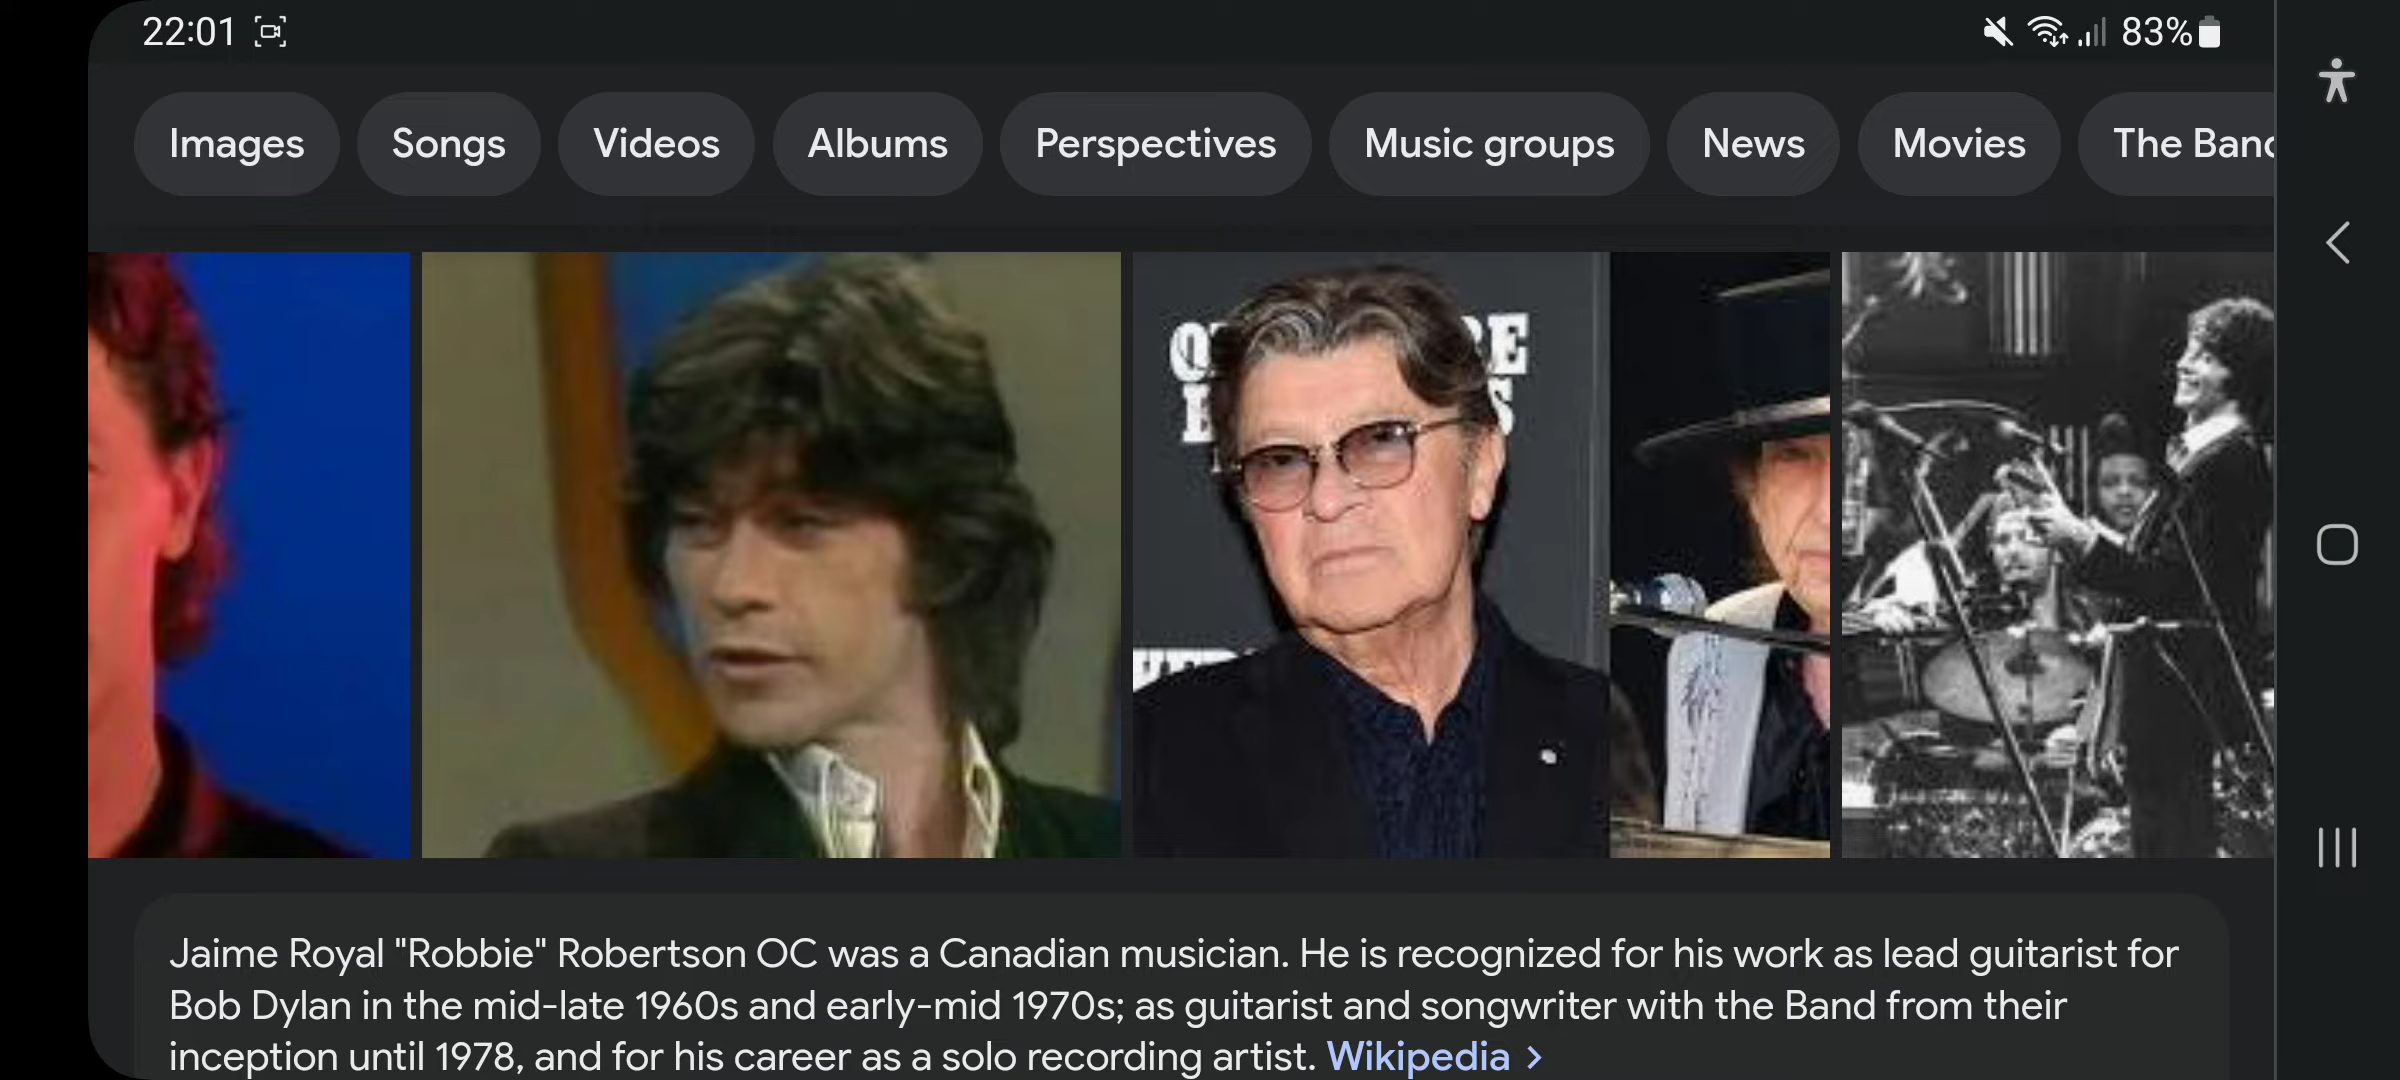 22:01
83%
Images Songs Videos Albums Perspectives Music groups News Movies The Band
Jaime Royal "Robbie" Robertson OC was a Canadian musician. He is recognized for his work as lead guitarist for
Bob Dylan in the mid-late 1960s and early-mid 1970s; as guitarist and songwriter with the Band from their
inception until 1978, and for his career as a solo recording artist. Wikipedia >